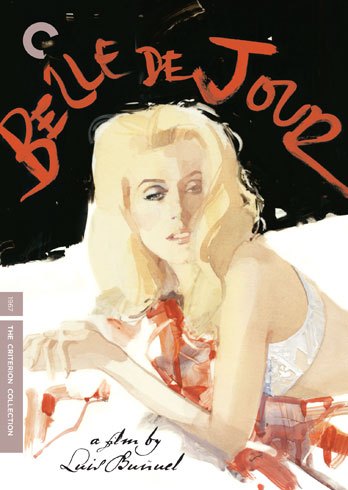 BELLE DE JOUR
1967
THE CRITERION COLLECTION
a film by
Luis Buñuel